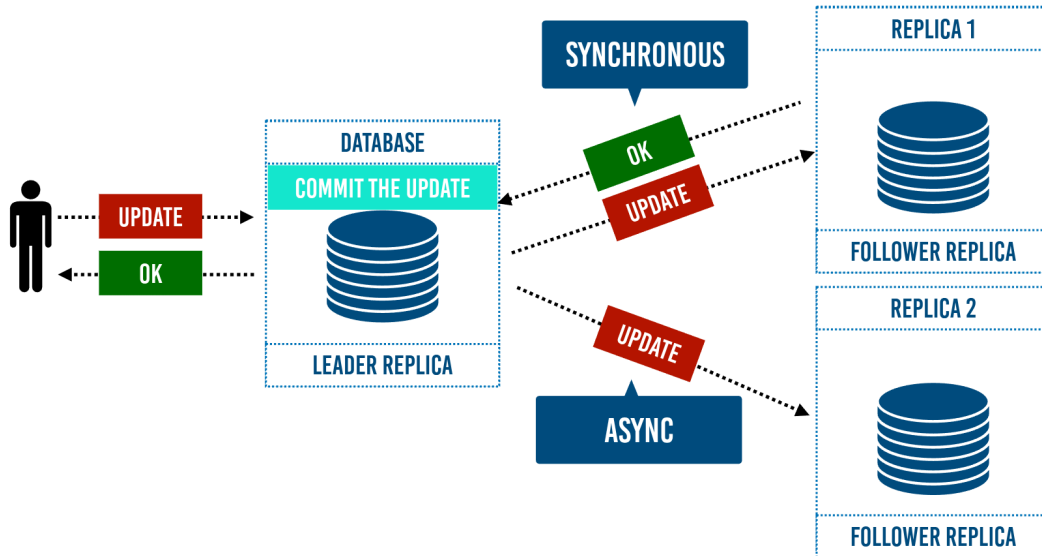 UPDATE
OK
DATABASE
COMMIT THE UPDATE
LEADER REPLICA
SYNCHRONOUS
OK
UPDATE
UPDATE
ASYNC
REPLICA 1
FOLLOWER REPLICA
REPLICA 2
FOLLOWER REPLICA